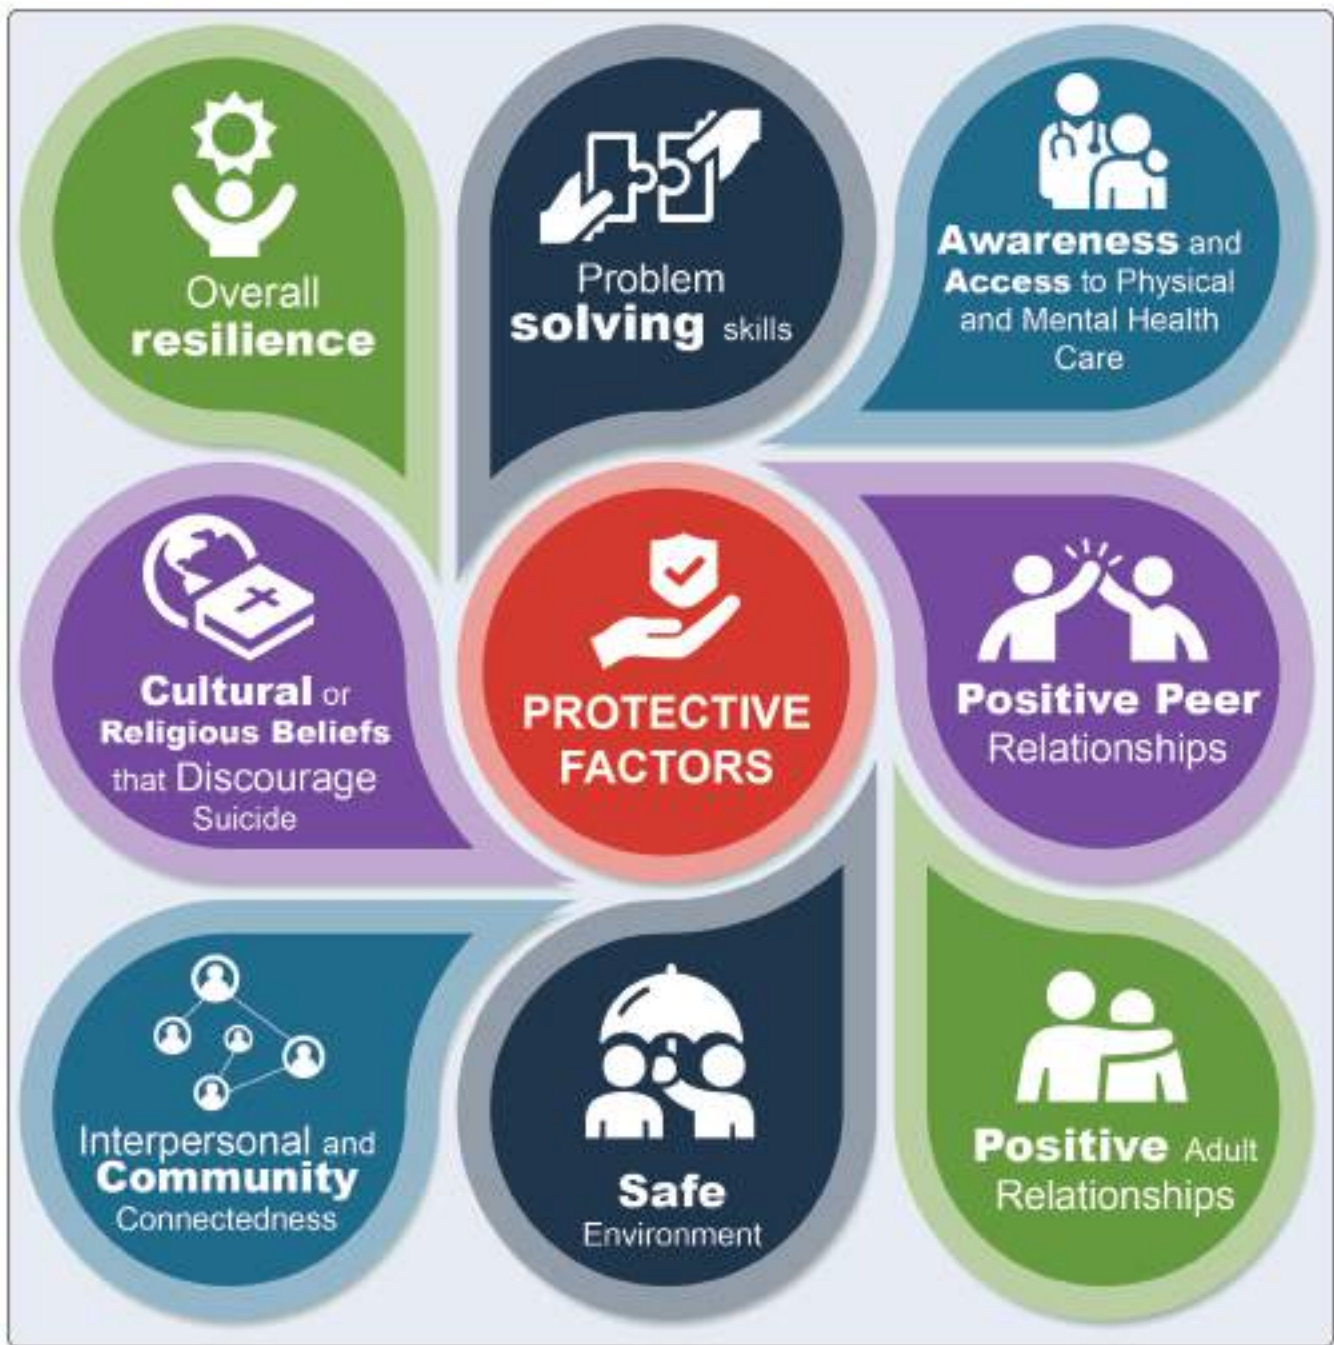 Overall
resilience
Problem
solving skills
Awareness and
Access to Physical
and Mental Health
Care
Cultural or
Religious Beliefs
that Discourage
Suicide
PROTECTIVE
FACTORS
Positive Peer
Relationships
Interpersonal and
Community
Connectedness
Safe
Environment
Positive Adult
Relationships